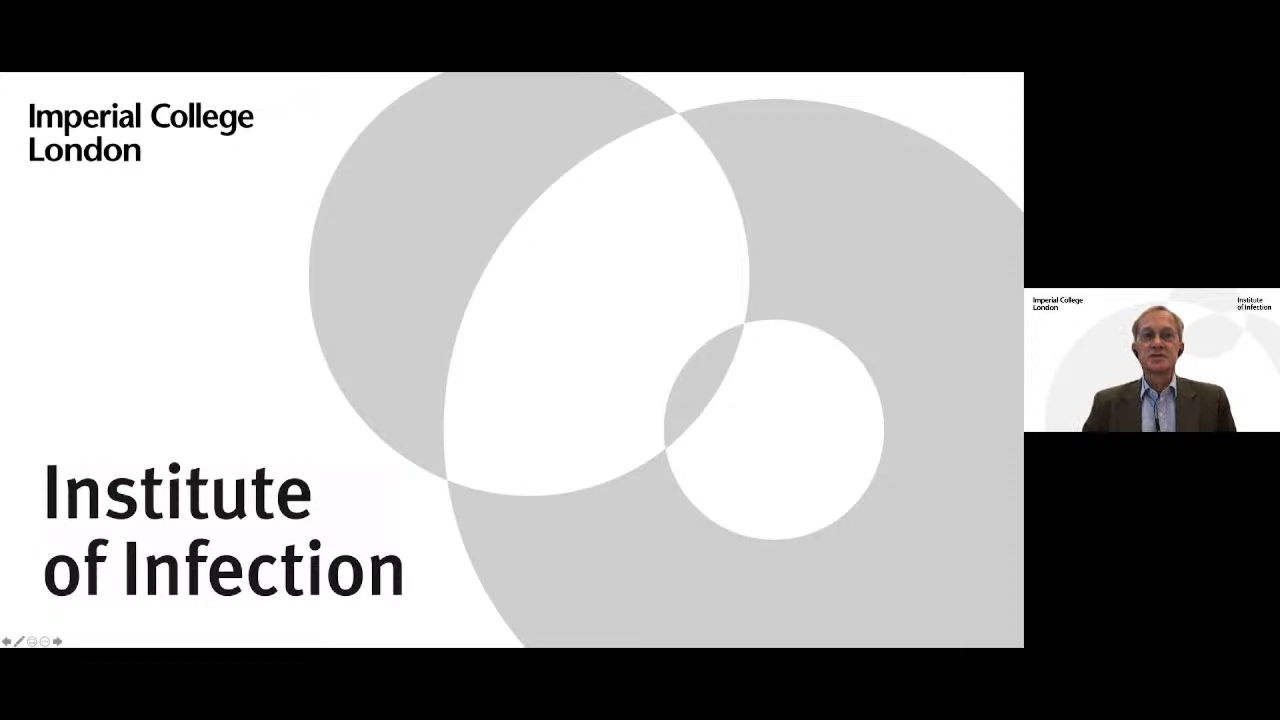 Imperial College
London
Institute
of Infection
Imperial College
London
Institute
of Infection